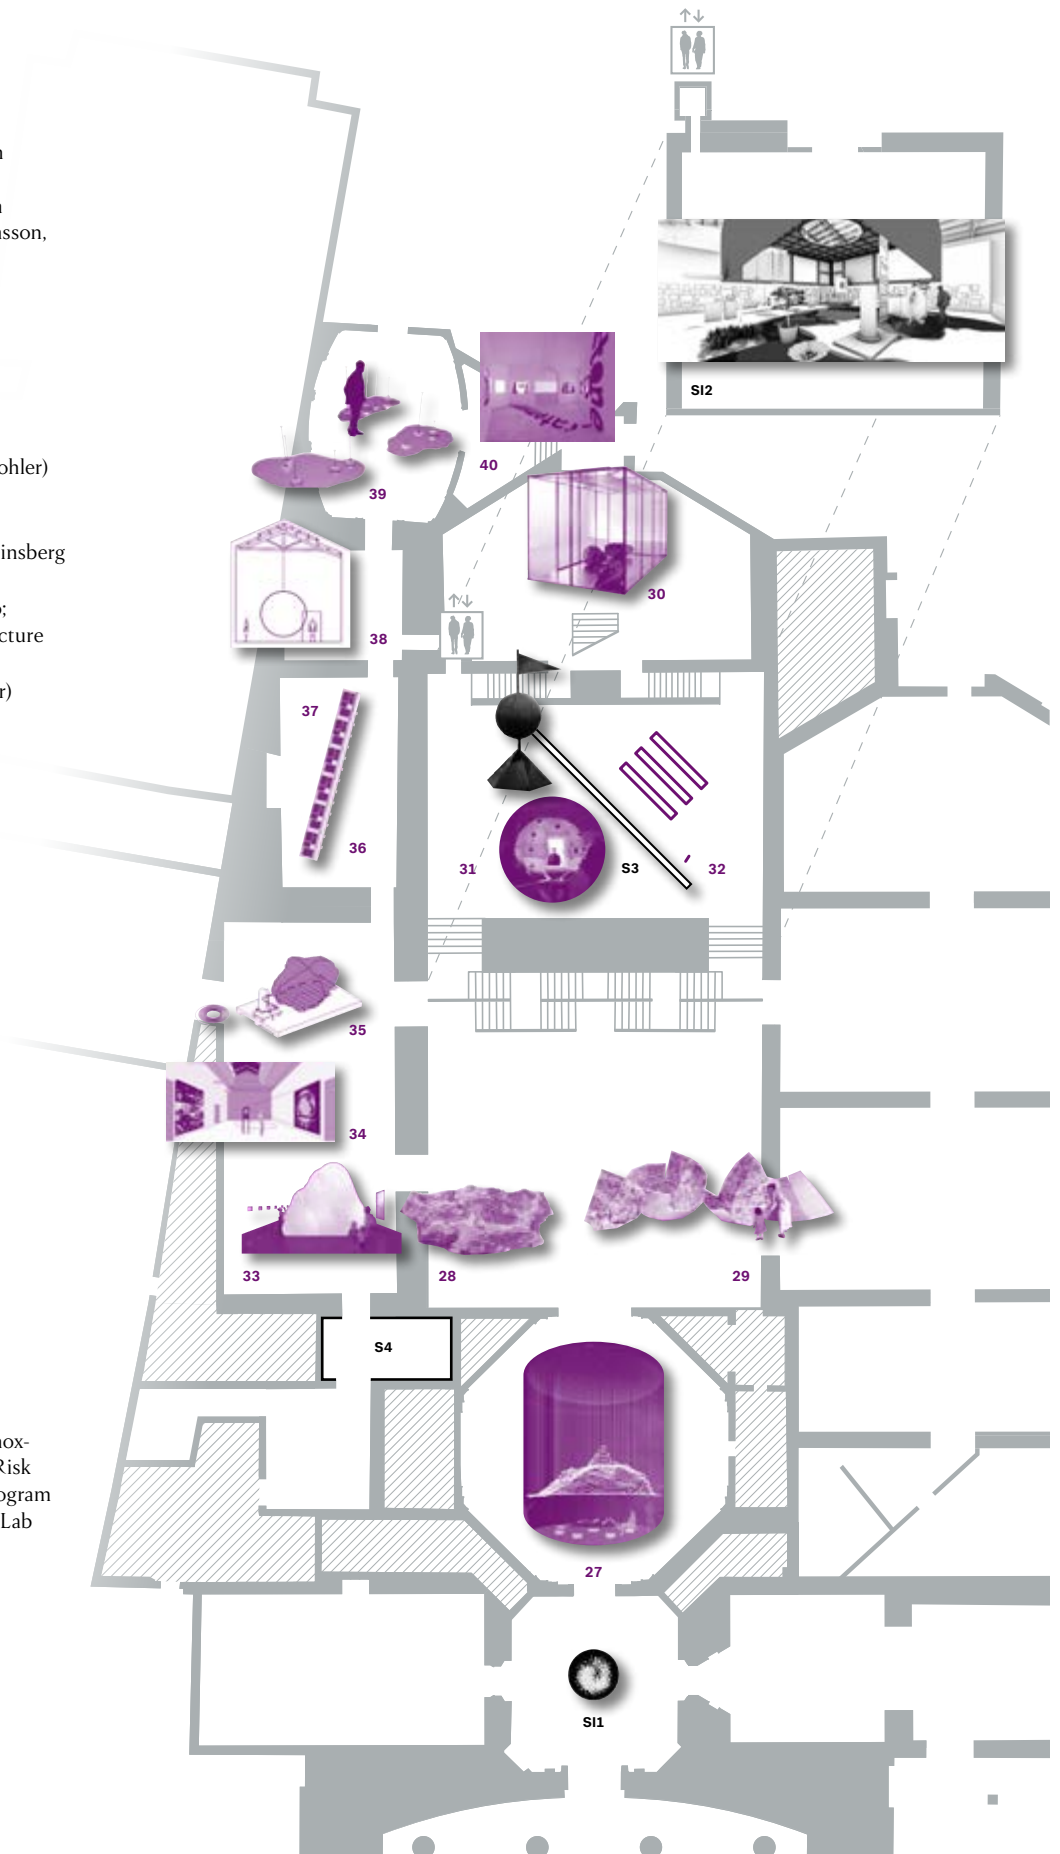 sson,
ohler)
insberg
cture
r)
nox-
Risk
ogram
Lab
SI2
40
39
30
38
37
36
31
S3
32
35
34
33
28
29
S4
27
SI1